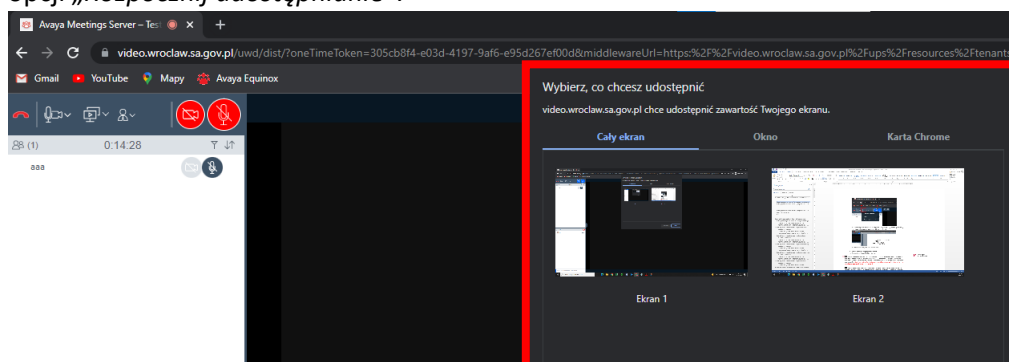 opcji „Rozpocznij udostępnianie”.
Avaya Meetings Server – Tes
video.wroclaw.sa.gov.pl/uwd/dist/?oneTimeToken=305cb8f4-e03d-4197-9af6-e95d267ef00d&middlewareUrl=https:%2F%2Fvideo.wroclaw.sa.gov.pl%2Fups%2Fresources%2Ftenants
Gmail YouTube Mapy Avaya Equinox
Wybierz, co chcesz udostępnić
video.wroclaw.sa.gov.pl chce udostępnić zawartość Twojego ekranu.
Cały ekran Okno Karta Chrome
(1) 0:14:28
aaa
Ekran 1 Ekran 2